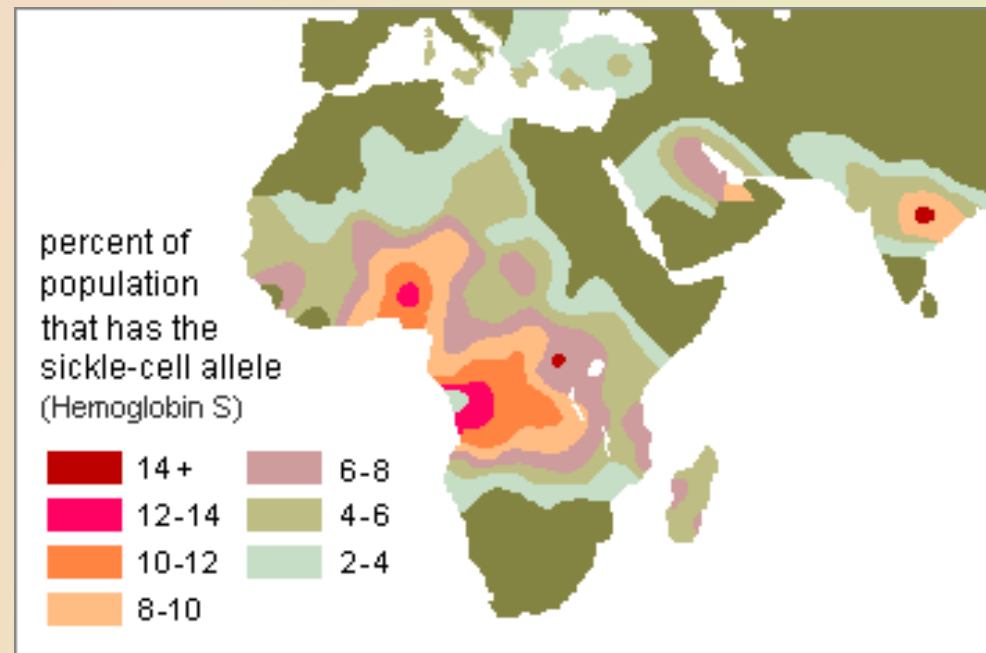 percent of
population
that has the
sickle-cell allele
(Hemoglobin S)
14+
12-14
10-12
8-10
6-8
4-6
2-4